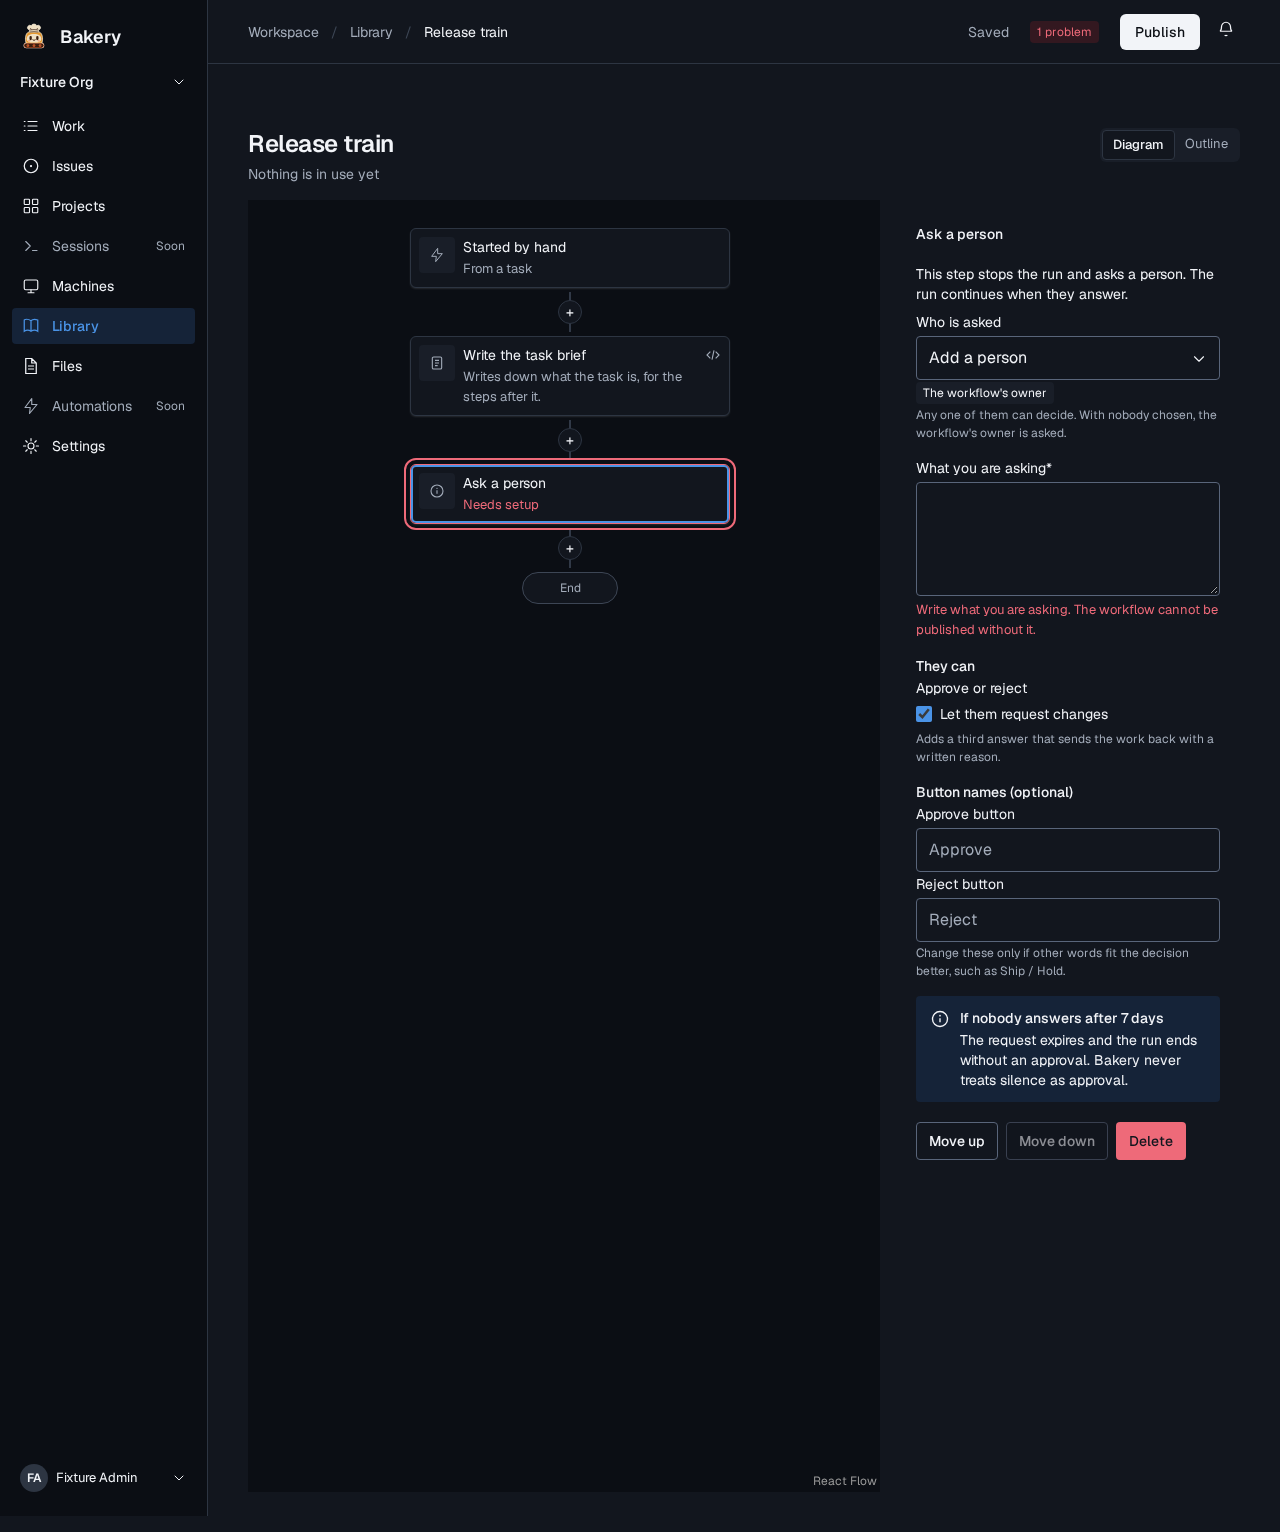 Bakery
Fixture Org
Work
Issues
Projects
Sessions Soon
Machines
Library
Files
Automations Soon
Settings
FA Fixture Admin
Workspace / Library / Release train
Saved
1 problem
Publish
Release train
Nothing is in use yet
Diagram
Outline
Started by hand
From a task
+
Write the task brief
Writes down what the task is, for the
steps after it.
+
Ask a person
Needs setup
+
End
React Flow
Ask a person
This step stops the run and asks a person. The
run continues when they answer.
Who is asked
Add a person
The workflow's owner
Any one of them can decide. With nobody chosen, the
workflow's owner is asked.
What you are asking*
Write what you are asking. The workflow cannot be
published without it.
They can
Approve or reject
Let them request changes
Adds a third answer that sends the work back with a
written reason.
Button names (optional)
Approve button
Approve
Reject button
Reject
Change these only if other words fit the decision
better, such as Ship / Hold.
If nobody answers after 7 days
The request expires and the run ends
without an approval. Bakery never
treats silence as approval.
Move up
Move down
Delete